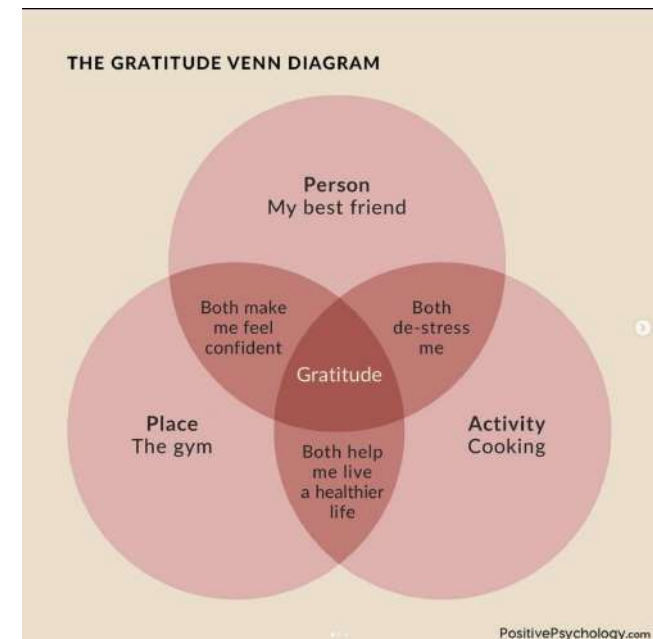 THE GRATITUDE VENN DIAGRAM
Person
My best friend
Both make
me feel
confident
Both
de-stress
me
Gratitude
Place
The gym
Activity
Cooking
Both help
me live
a healthier
life
PositivePsychology.com